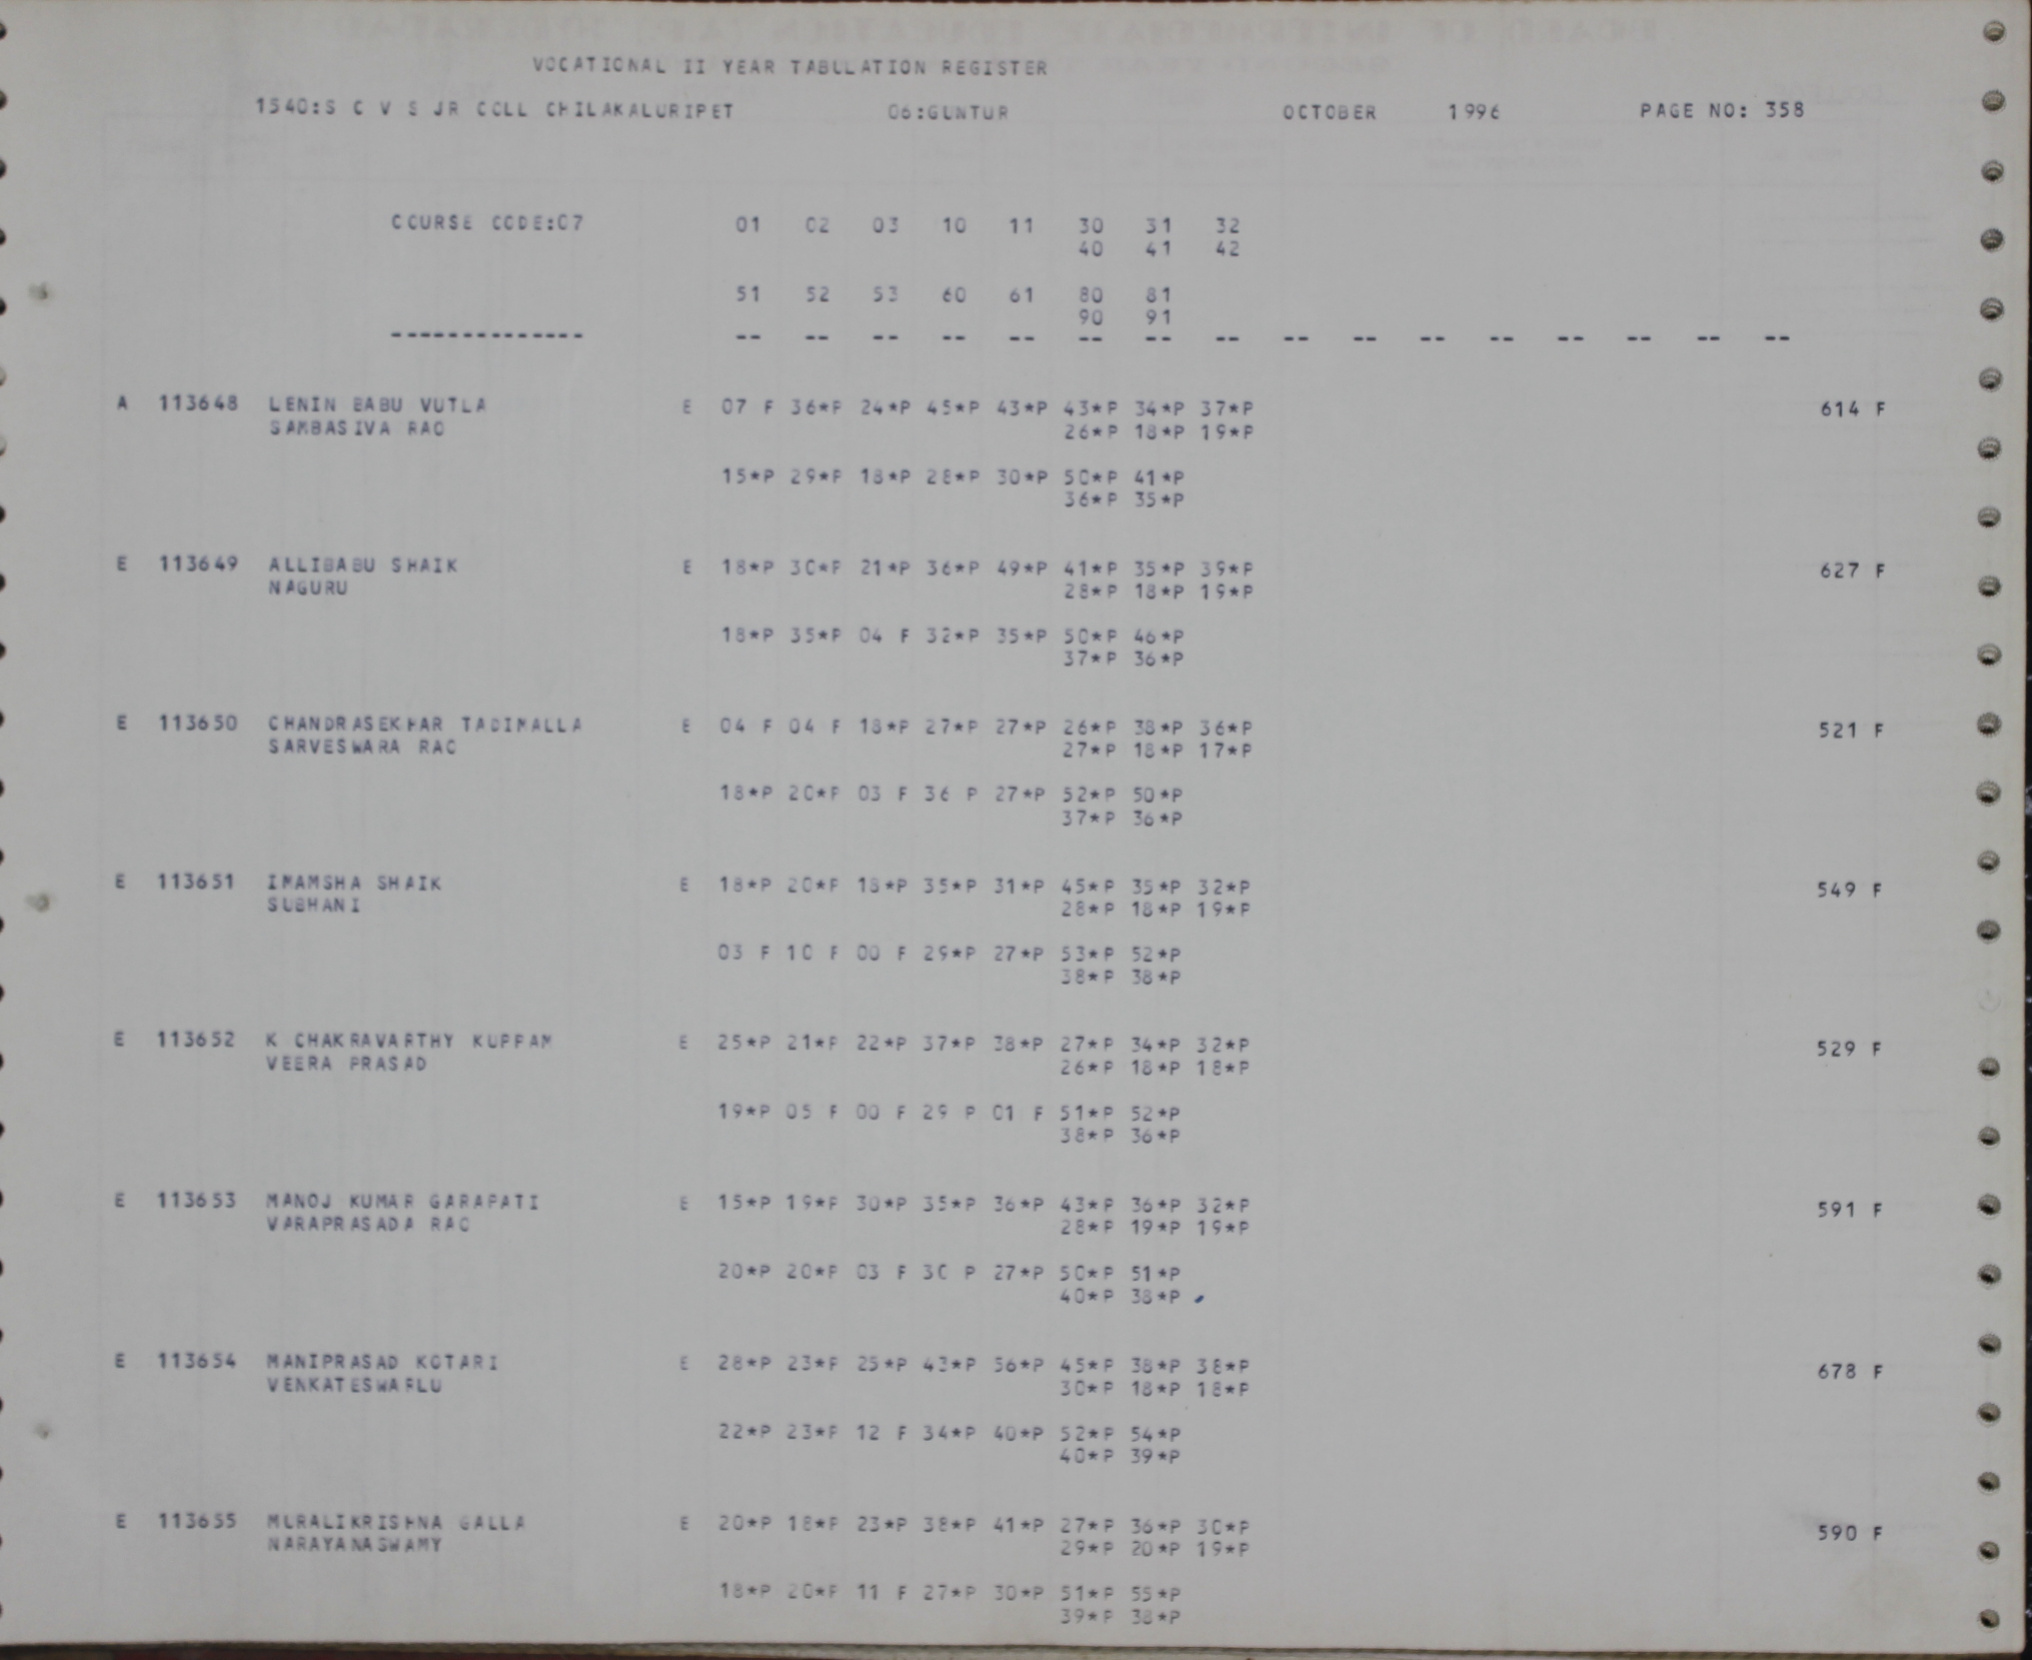 VOCATIONAL II YEAR TABULATION REGISTER
1540:S C V S JR COLL CHILAKALURIPET 06:GUNTUR OCTOBER 1996 PAGE NO: 358
COURSE CODE:07 01 02 03 10 11 30 31 32
40 41 42
51 52 53 60 61 80 81
90 91
-------------- -- -- -- -- -- -- -- -- -- -- -- -- -- -- -- --
A 113648 LENIN BABU VUTLA E 07 F 36*P 24*P 45*P 43*P 43*P 34*P 37*P 614 F
SAMBASIVA RAO 26*P 18*P 19*P
15*P 29*P 18*P 28*P 30*P 50*P 41*P
36*P 35*P
E 113649 ALLIBABU SHAIK E 18*P 30*P 21*P 36*P 49*P 41*P 35*P 39*P 627 F
NAGURU 28*P 18*P 19*P
18*P 35*P 04 F 32*P 35*P 50*P 46*P
37*P 36*P
E 113650 CHANDRASEKHAR TADIMALLA E 04 F 04 F 18*P 27*P 27*P 26*P 38*P 36*P 521 F
SARVESWARA RAO 27*P 18*P 17*P
18*P 20*P 03 F 36 P 27*P 52*P 50*P
37*P 36*P
E 113651 IMAMSHA SHAIK E 18*P 20*P 18*P 35*P 31*P 45*P 35*P 32*P 549 F
SUBHANI 28*P 18*P 19*P
03 F 10 F 00 F 29*P 27*P 53*P 52*P
38*P 38*P
E 113652 K CHAKRAVARTHY KUPPAM E 25*P 21*P 22*P 37*P 38*P 27*P 34*P 32*P 529 F
VEERA PRASAD 26*P 18*P 18*P
19*P 05 F 00 F 29 P 01 F 51*P 52*P
38*P 36*P
E 113653 MANOJ KUMAR GARAPATI E 15*P 19*P 30*P 35*P 36*P 43*P 36*P 32*P 591 F
VARAPRASADA RAO 28*P 19*P 19*P
20*P 20*P 03 F 30 P 27*P 50*P 51*P
40*P 38*P
E 113654 MANIPRASAD KOTARI E 28*P 23*P 25*P 43*P 56*P 45*P 38*P 38*P 678 F
VENKATESWARLU 30*P 18*P 18*P
22*P 23*P 12 F 34*P 40*P 52*P 54*P
40*P 39*P
E 113655 MURALIKRISHNA GALLA E 20*P 18*P 23*P 38*P 41*P 27*P 36*P 30*P 590 F
NARAYANASWAMY 29*P 20*P 19*P
18*P 20*P 11 F 27*P 30*P 51*P 55*P
39*P 38*P